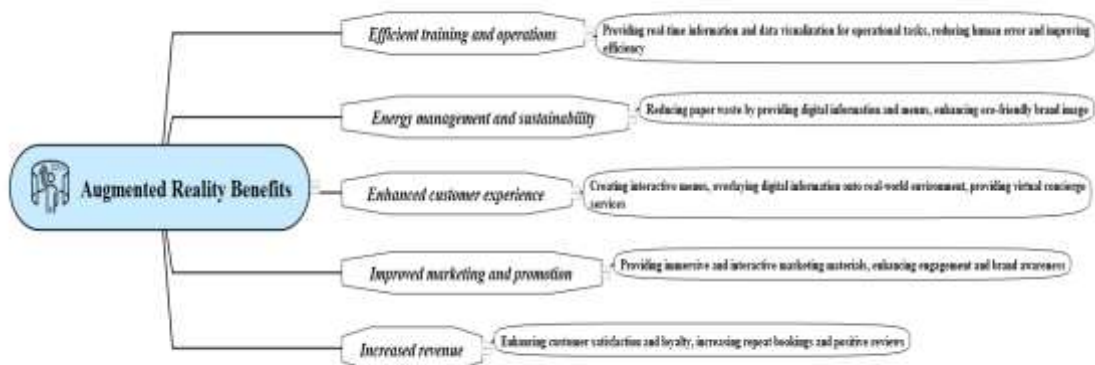 Augmented Reality Benefits
Efficient training and operations
Providing real-time information and data visualization for operational tasks, reducing human error and improving
efficiency
Energy management and sustainability
Reducing paper waste by providing digital information and menus, enhancing eco-friendly brand image
Enhanced customer experience
Creating interactive menus, overlaying digital information onto real-world environment, providing virtual concierge
services
Improved marketing and promotion
Providing immersive and interactive marketing materials, enhancing engagement and brand awareness
Increased revenue
Enhancing customer satisfaction and loyalty, increasing repeat bookings and positive reviews